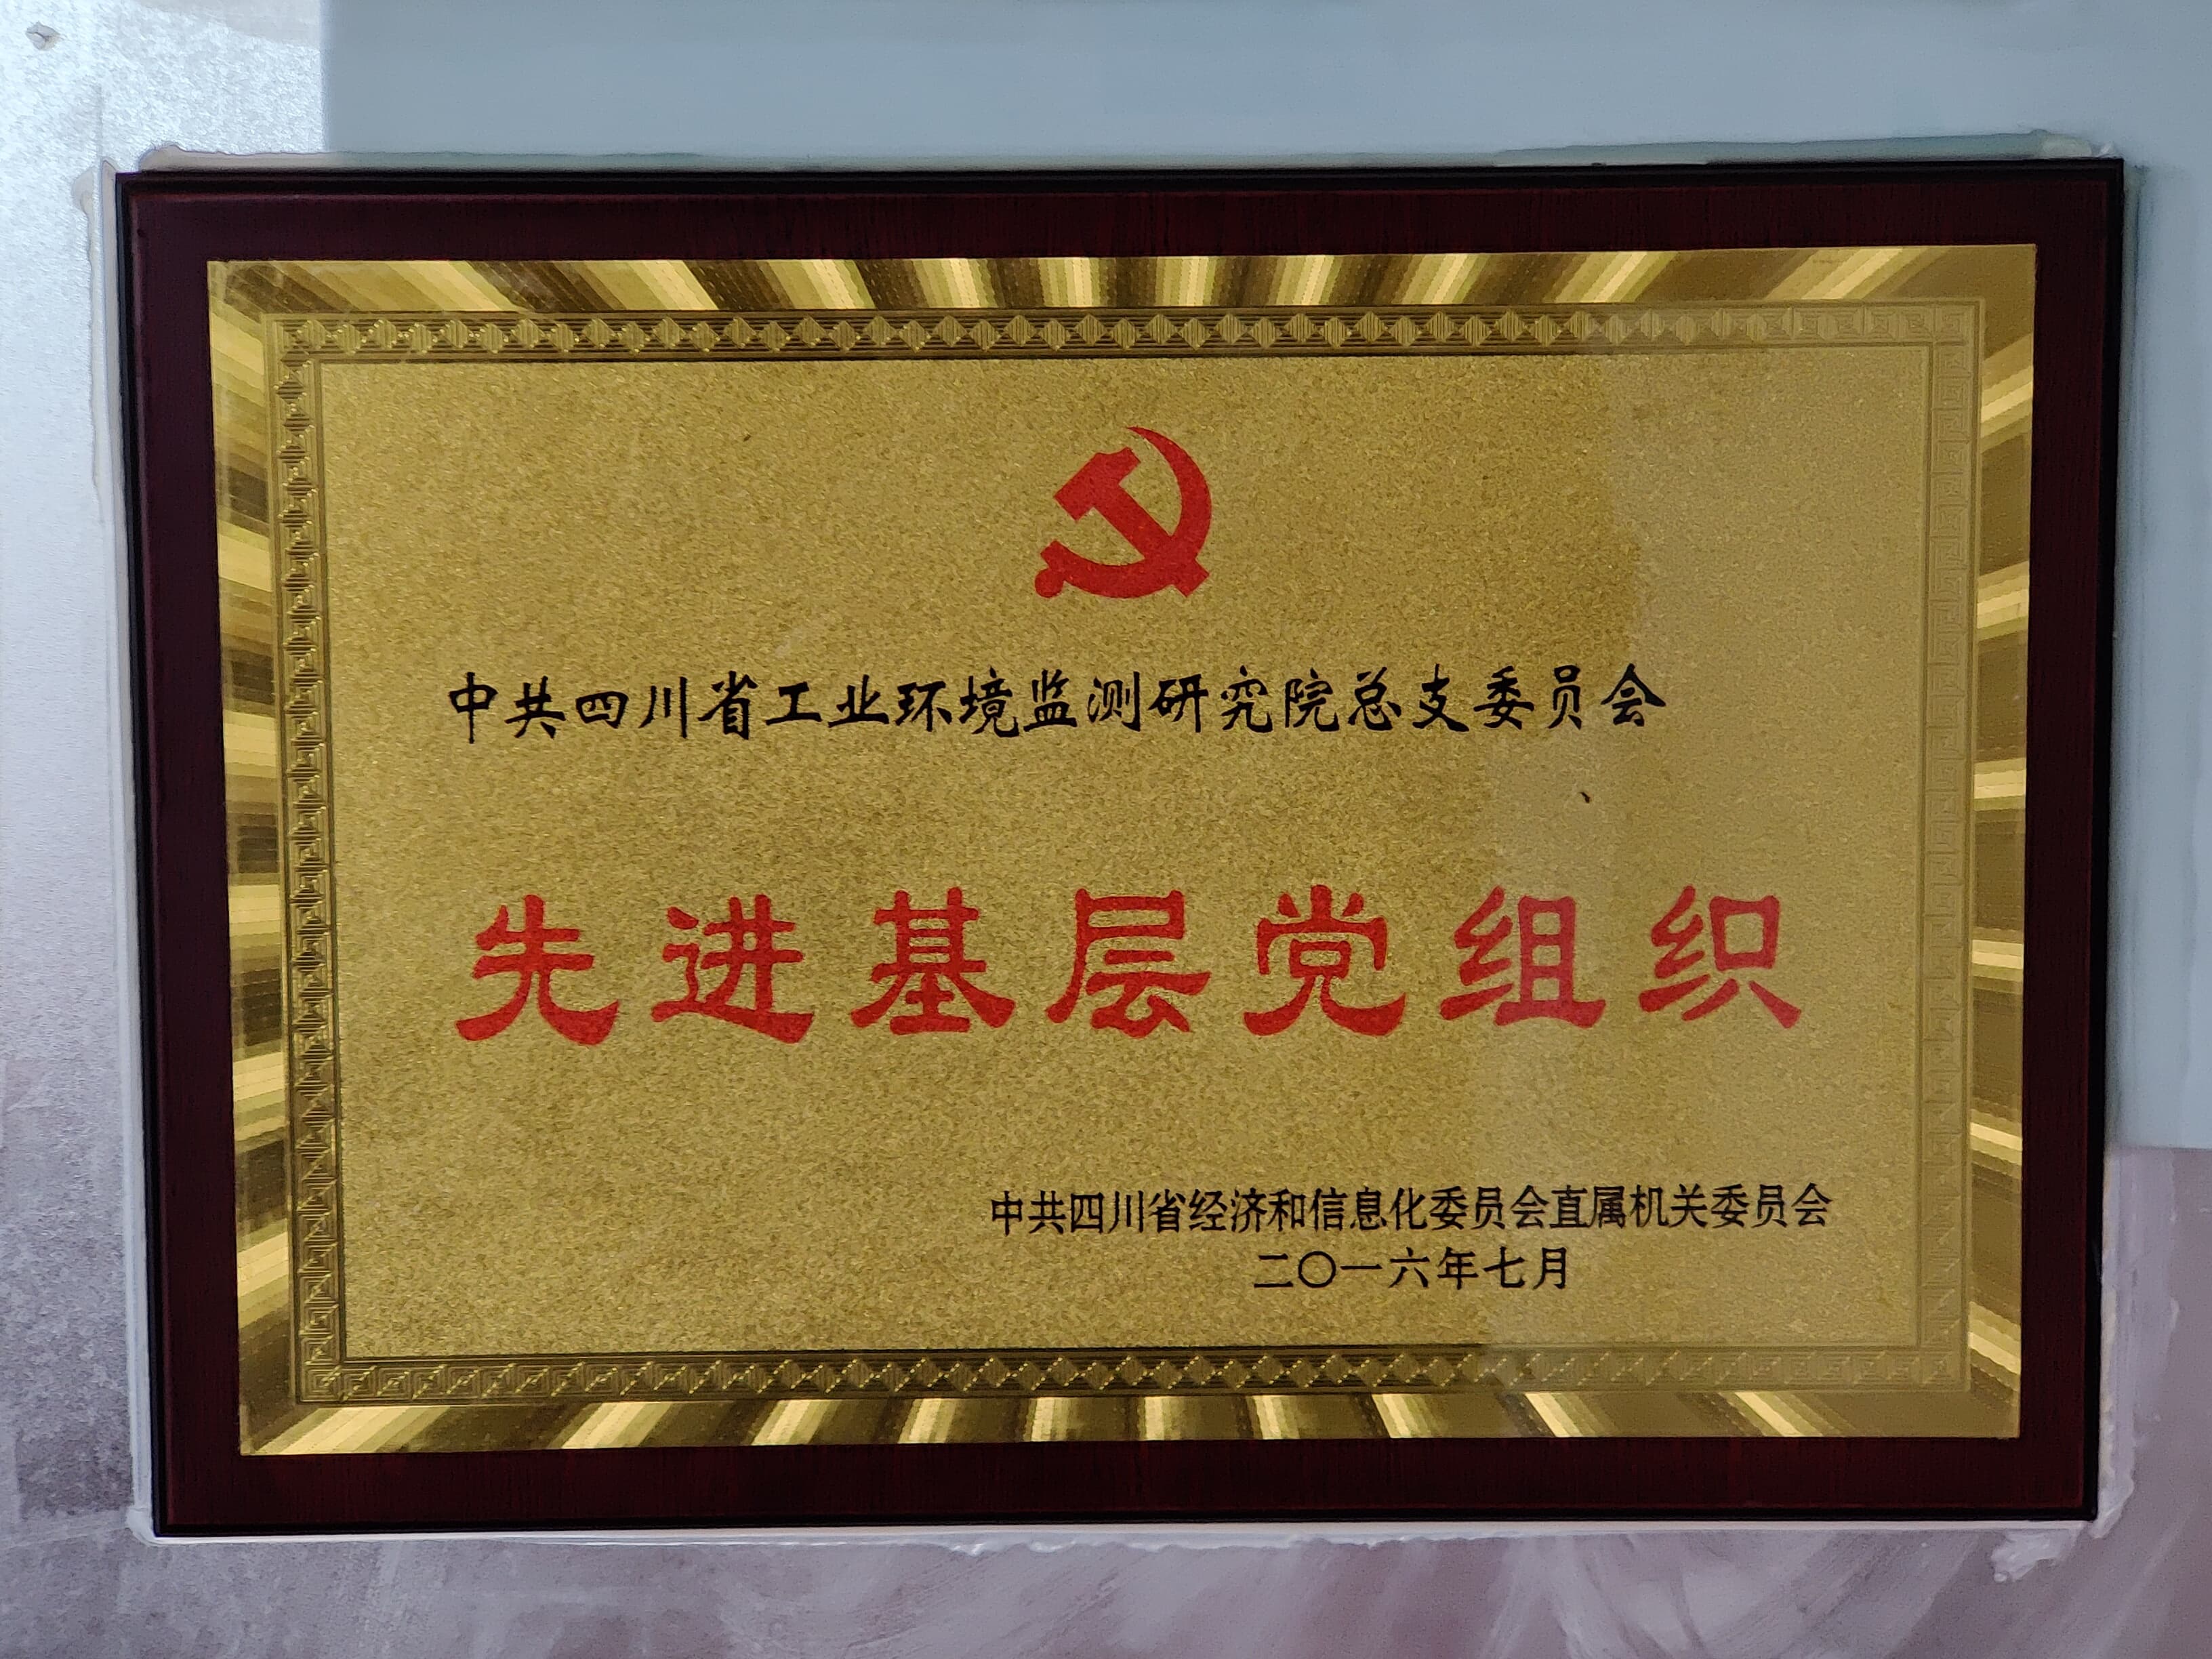 中共四川省工业环境监测研究院总支委员会
先进基层党组织
中共四川省经济和信息化委员会直属机关委员会
二〇一六年七月